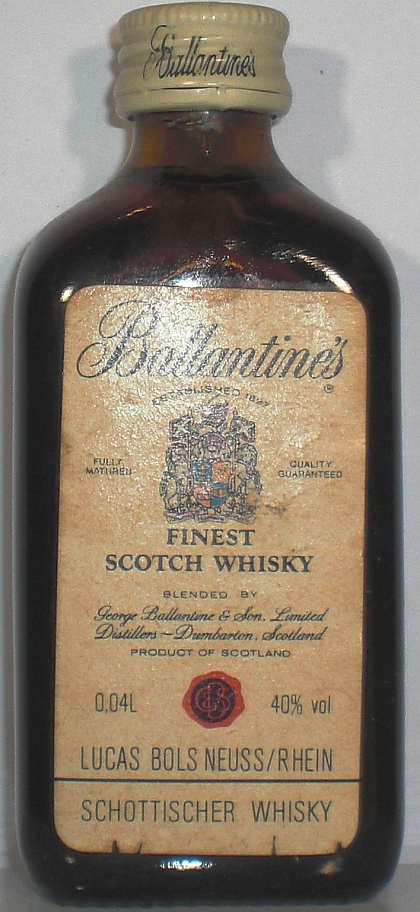 Ballantine's
Ballantine's
®
ESTABLISHED 1827
FULLY
MATURED
QUALITY
GUARANTEED
FINEST
SCOTCH WHISKY
BLENDED BY
George Ballantine & Son, Limited
Distillers ~ Dumbarton, Scotland
PRODUCT OF SCOTLAND
0,04L
40% vol
LUCAS BOLS NEUSS/RHEIN
SCHOTTISCHER WHISKY